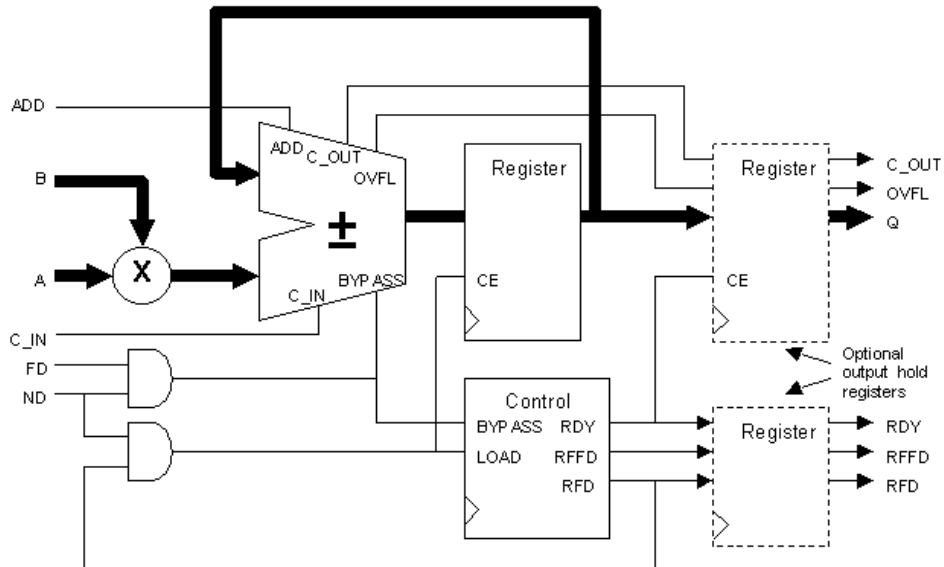 ADD
B
A
C_IN
FD
ND
X
ADD
C_OUT
OVFL
±
BYPASS
C_IN
Register
CE
Control
BYPASS RDY
LOAD RFFD
RFD
Register
CE
C_OUT
OVFL
Q
Optional
output hold
registers
Register
RDY
RFFD
RFD